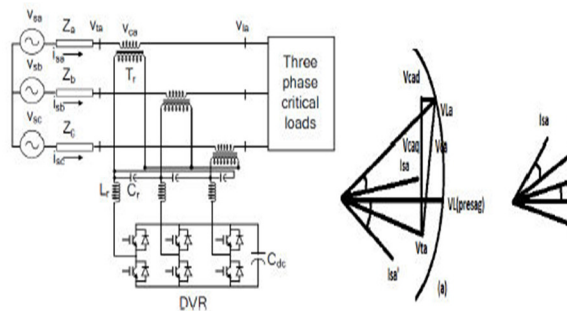 Vsa
Za
Vta
Vca
Vla
isa
Tr
Vsb
Zb
isb
Vsc
Zc
isc
Three
phase
critical
loads
Lr
Cr
Cdc
DVR
Vcad
VLa
Vca
Vcaq
Isa
VL(presag)
Vta
Isa'
(a)
Isa